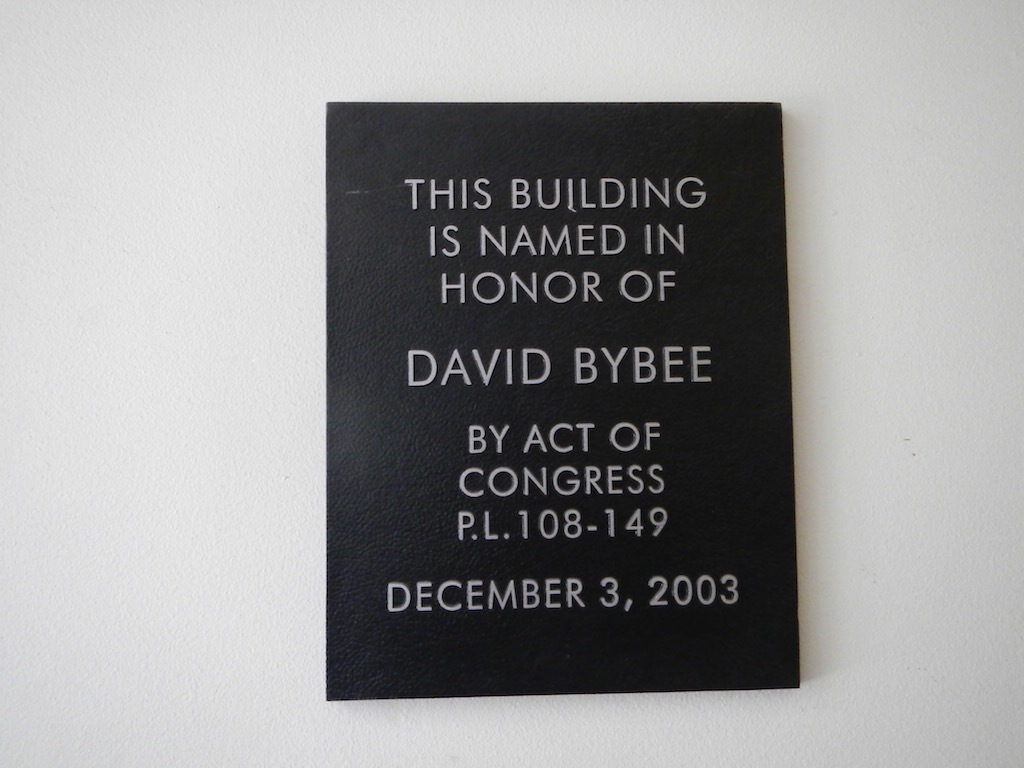 THIS BUILDING
IS NAMED IN
HONOR OF
DAVID BYBEE
BY ACT OF
CONGRESS
P.L.108-149
DECEMBER 3, 2003